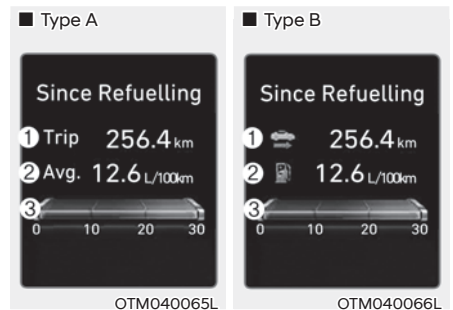 ■ Type A
Since Refuelling
① Trip 256.4 km
② Avg. 12.6 L/100km
③
0 10 20 30
OTM040065L
■ Type B
Since Refuelling
① 256.4 km
② 12.6 L/100km
③
0 10 20 30
OTM040066L